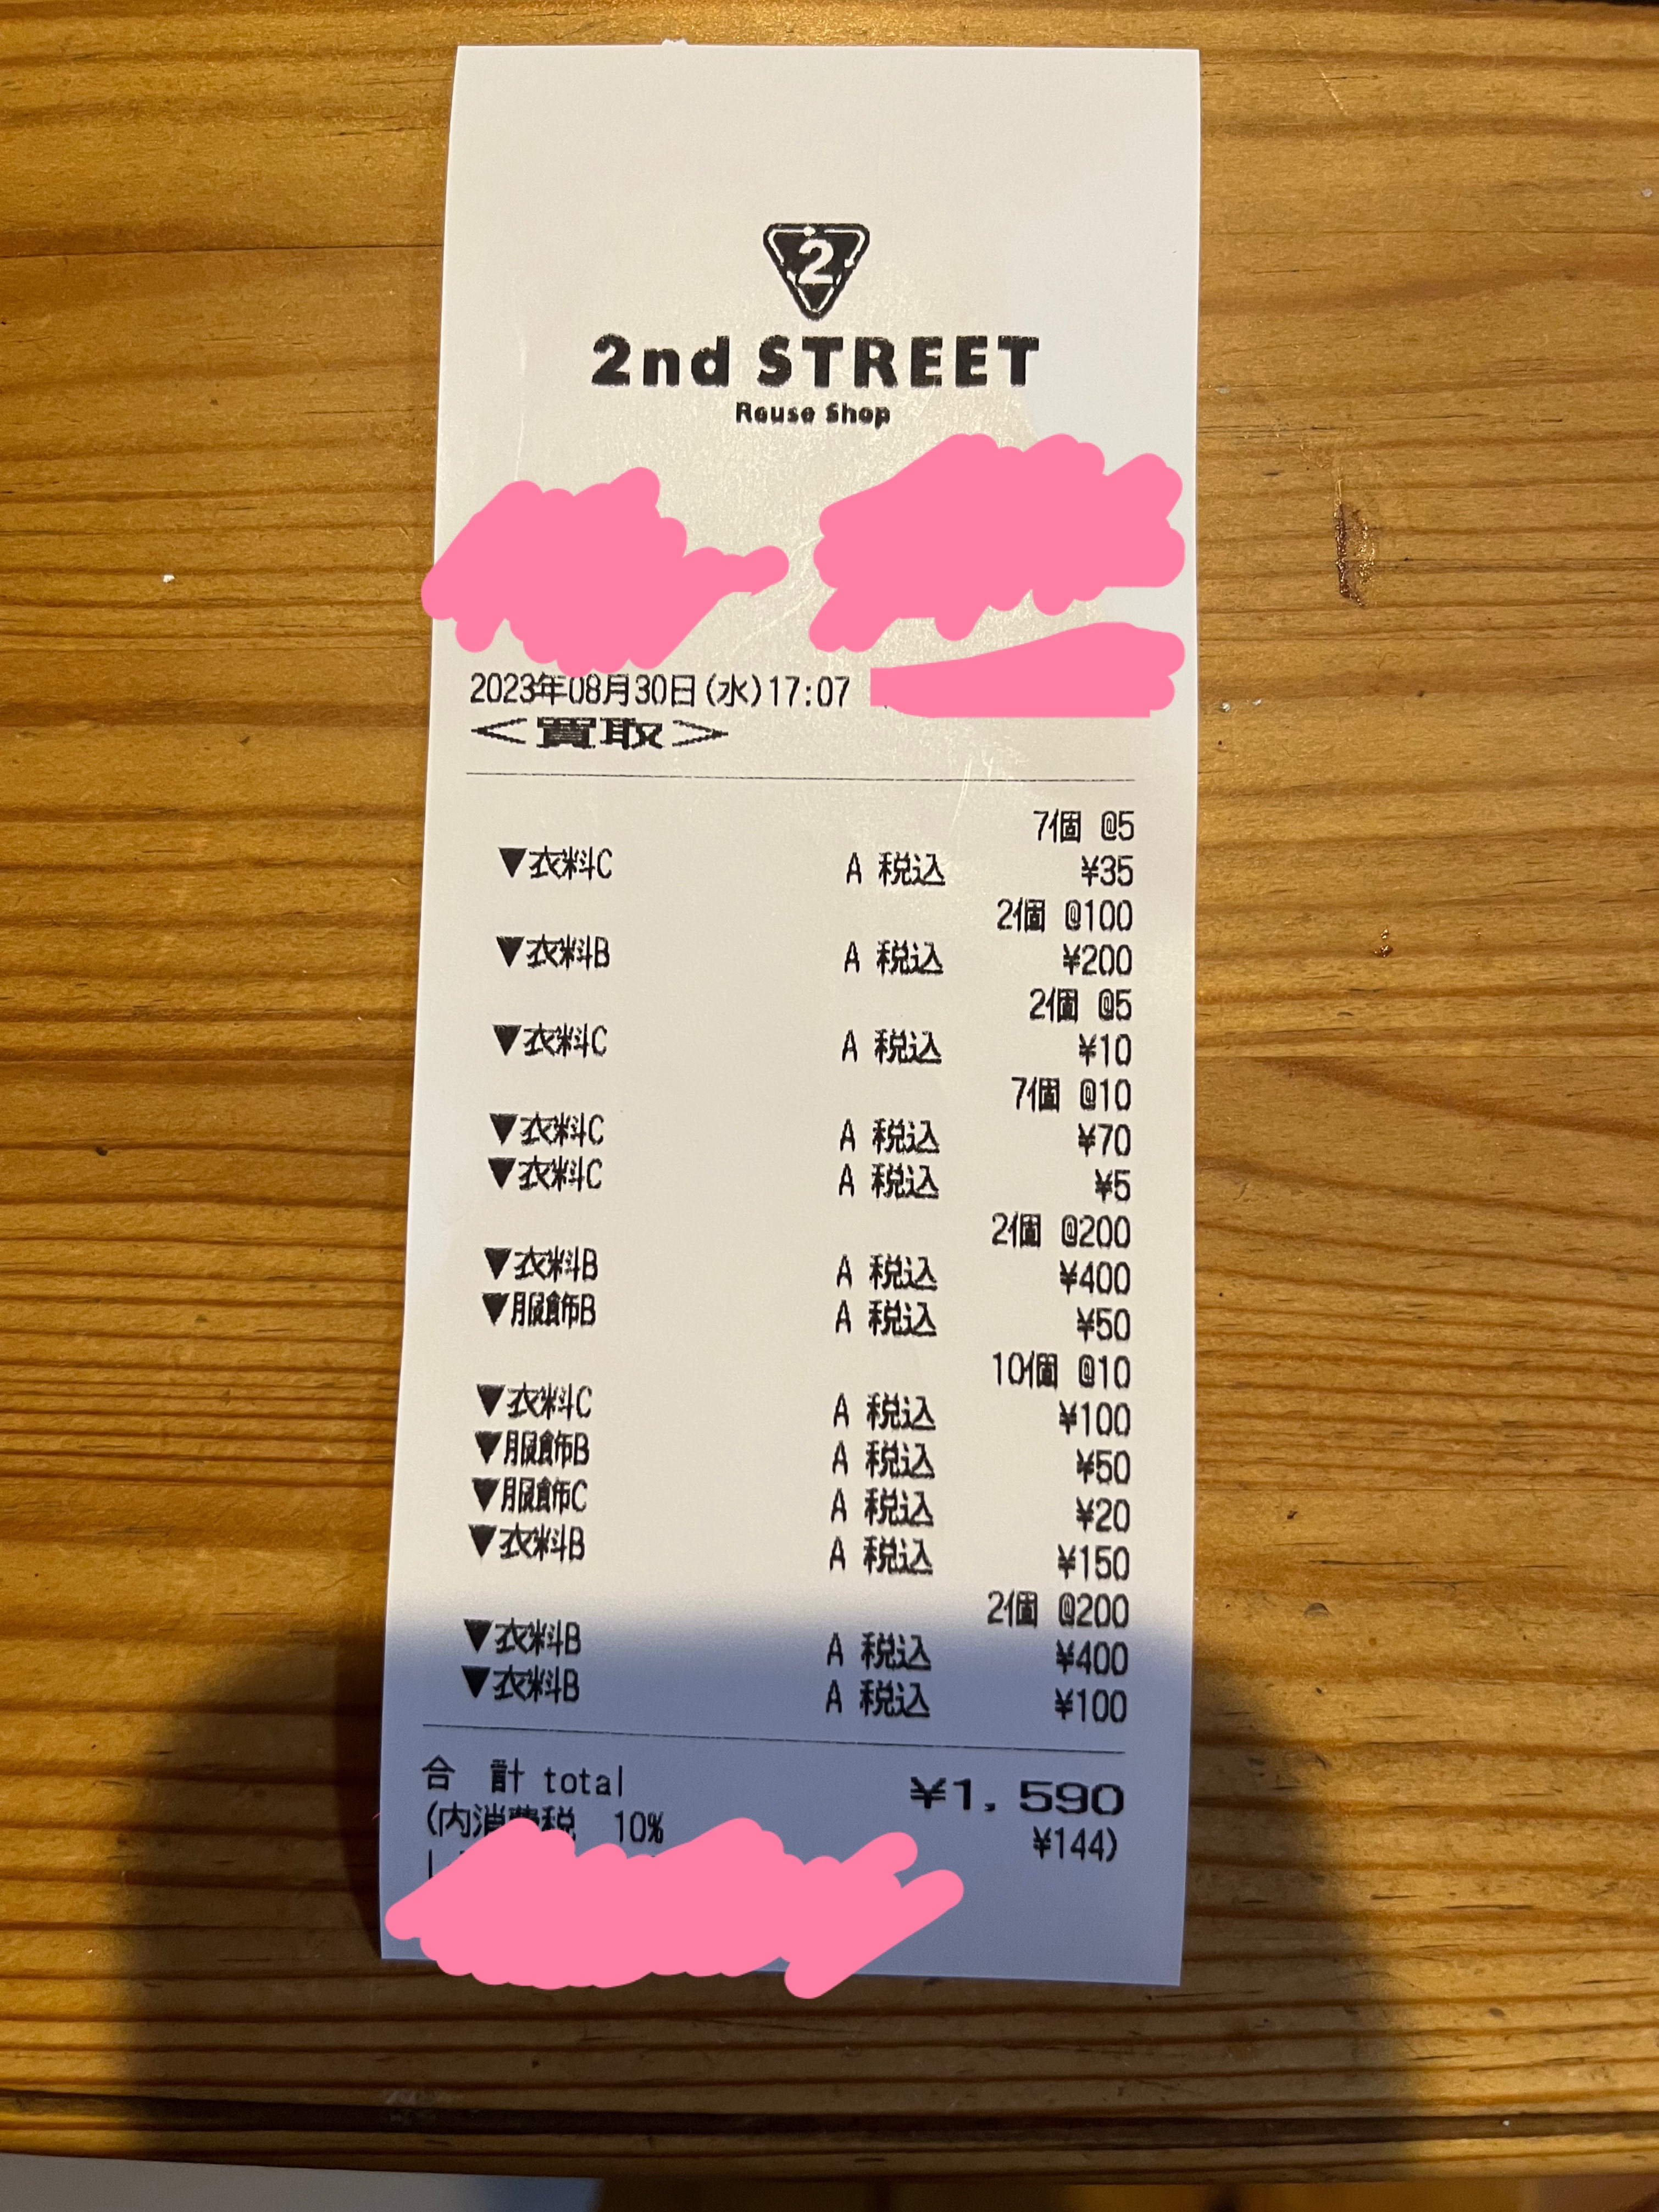 2
2nd STREET
Reuse Shop
2023年08月30日(水)17:07
<買取>
7個 @5
▼衣料C A 税込 ¥35
2個 @100
▼衣料B A 税込 ¥200
2個 @5
▼衣料C A 税込 ¥10
7個 @10
▼衣料C A 税込 ¥70
▼衣料C A 税込 ¥5
2個 @200
▼衣料B A 税込 ¥400
▼服飾B A 税込 ¥50
10個 @10
▼衣料C A 税込 ¥100
▼服飾B A 税込 ¥50
▼服飾C A 税込 ¥20
▼衣料B A 税込 ¥150
2個 @200
▼衣料B A 税込 ¥400
▼衣料B A 税込 ¥100
合 計 total ¥1,590
(内消費税 10% ¥144)